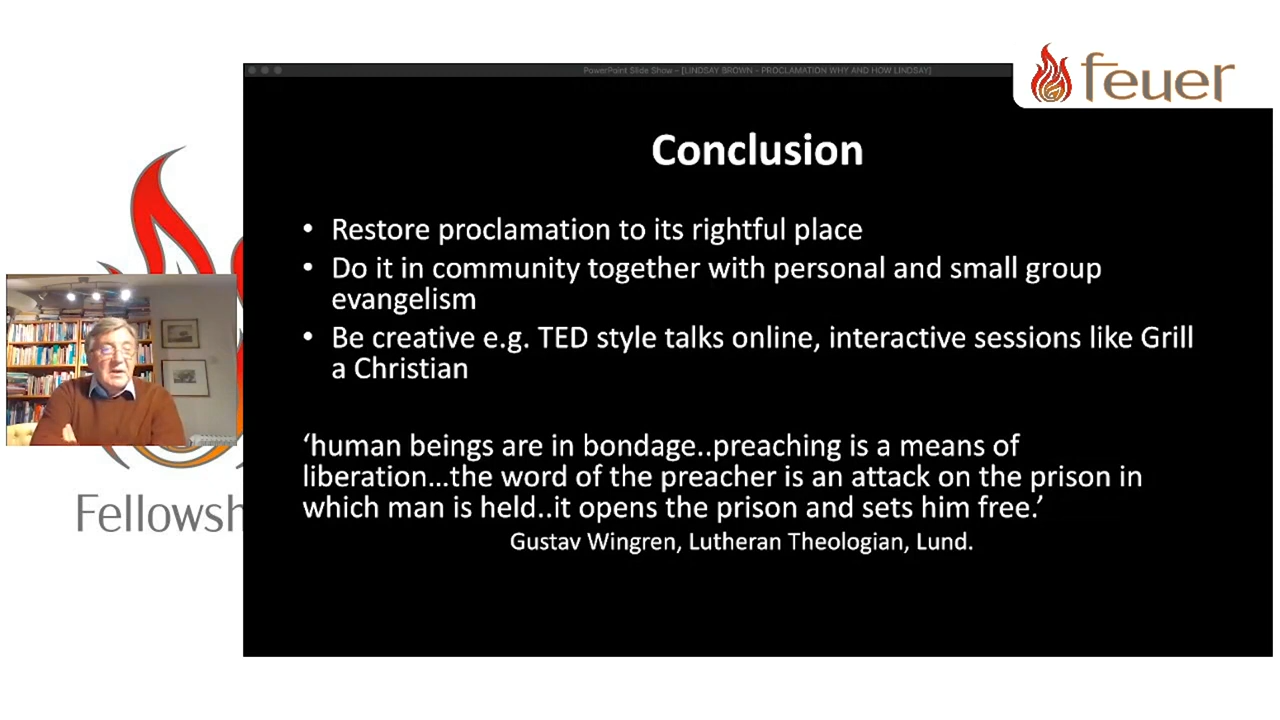 PowerPoint Slide Show - [LINDSAY BROWN - PROCLAMATION WHY AND HOW LINDSAY]
feuer
Conclusion
• Restore proclamation to its rightful place
• Do it in community together with personal and small group
evangelism
• Be creative e.g. TED style talks online, interactive sessions like Grill
a Christian
‘human beings are in bondage..preaching is a means of
liberation...the word of the preacher is an attack on the prison in
which man is held..it opens the prison and sets him free.’
Gustav Wingren, Lutheran Theologian, Lund.
Fellowsh